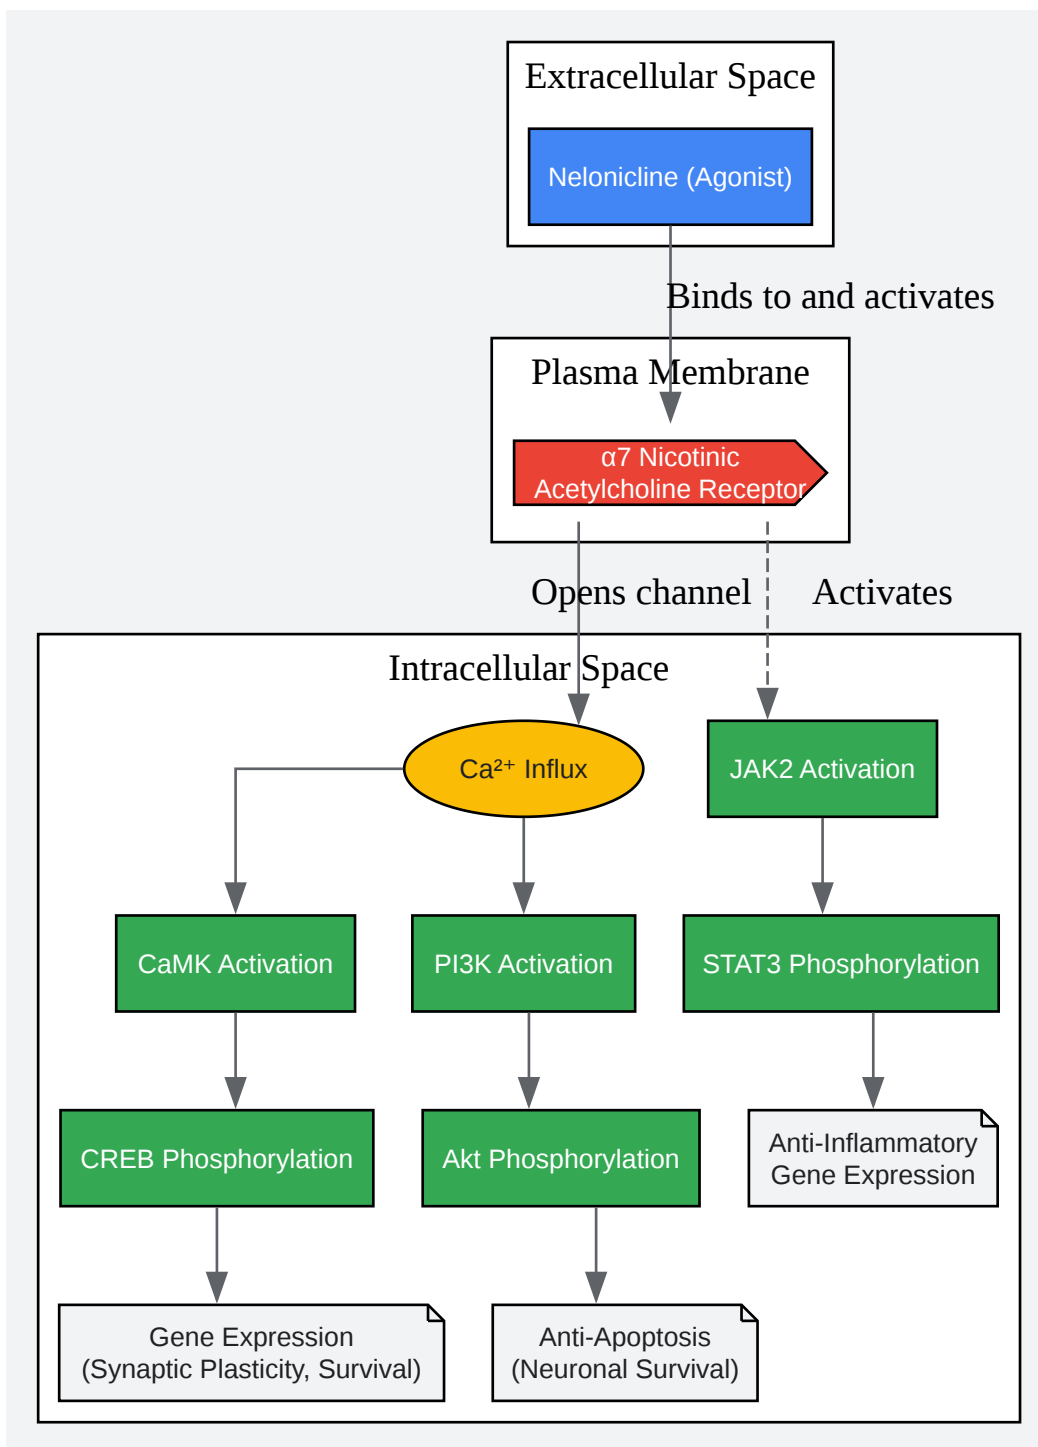 Extracellular Space
Nelonicline (Agonist)
Binds to and activates
Plasma Membrane
α7 Nicotinic
Acetylcholine Receptor
Opens channel
Activates
Intracellular Space
Ca²⁺ Influx
JAK2 Activation
CaMK Activation
PI3K Activation
STAT3 Phosphorylation
CREB Phosphorylation
Akt Phosphorylation
Anti-Inflammatory
Gene Expression
Gene Expression
(Synaptic Plasticity, Survival)
Anti-Apoptosis
(Neuronal Survival)